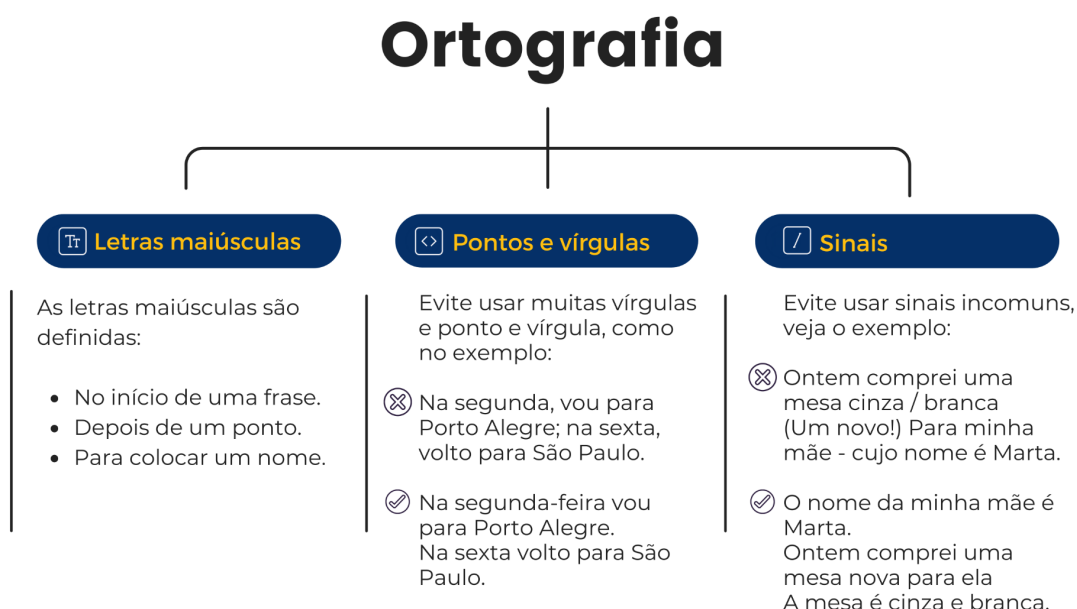 Ortografia
Letras maiúsculas
As letras maiúsculas são
definidas:
No início de uma frase.
Depois de um ponto.
Para colocar um nome.
Pontos e vírgulas
Evite usar muitas vírgulas
e ponto e vírgula, como
no exemplo:
Na segunda, vou para
Porto Alegre; na sexta,
volto para São Paulo.
Na segunda-feira vou
para Porto Alegre.
Na sexta volto para São
Paulo.
Sinais
Evite usar sinais incomuns,
veja o exemplo:
Ontem comprei uma
mesa cinza / branca
(Um novo!) Para minha
mãe - cujo nome é Marta.
O nome da minha mãe é
Marta.
Ontem comprei uma
mesa nova para ela
A mesa é cinza e branca.